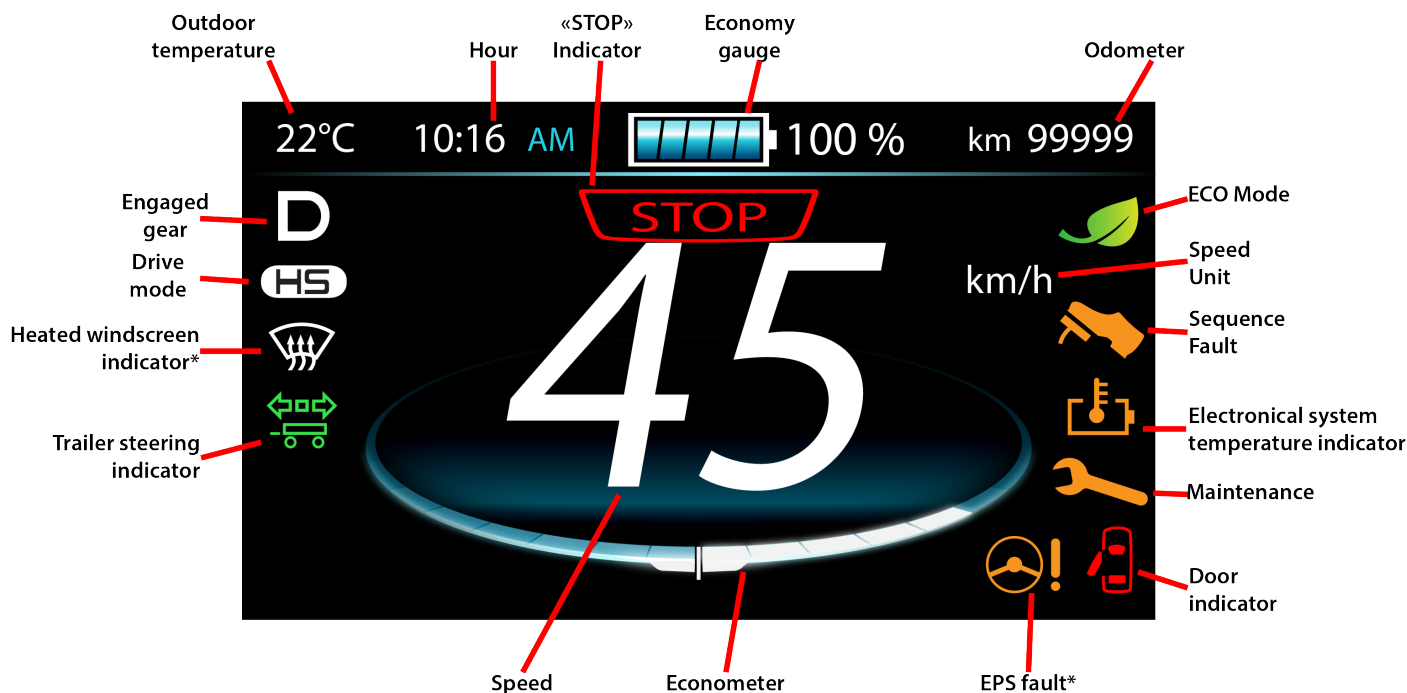 Outdoor
temperature
Hour
«STOP»
Indicator
Economy
gauge
Odometer
22°C
10:16 AM
100 %
km 99999
Engaged
gear
D
STOP
ECO Mode
Drive
mode
HS
45
km/h
Speed
Unit
Heated windscreen
indicator*
Sequence
Fault
Trailer steering
indicator
Electronical system
temperature indicator
Maintenance
Door
indicator
Speed
Econometer
EPS fault*